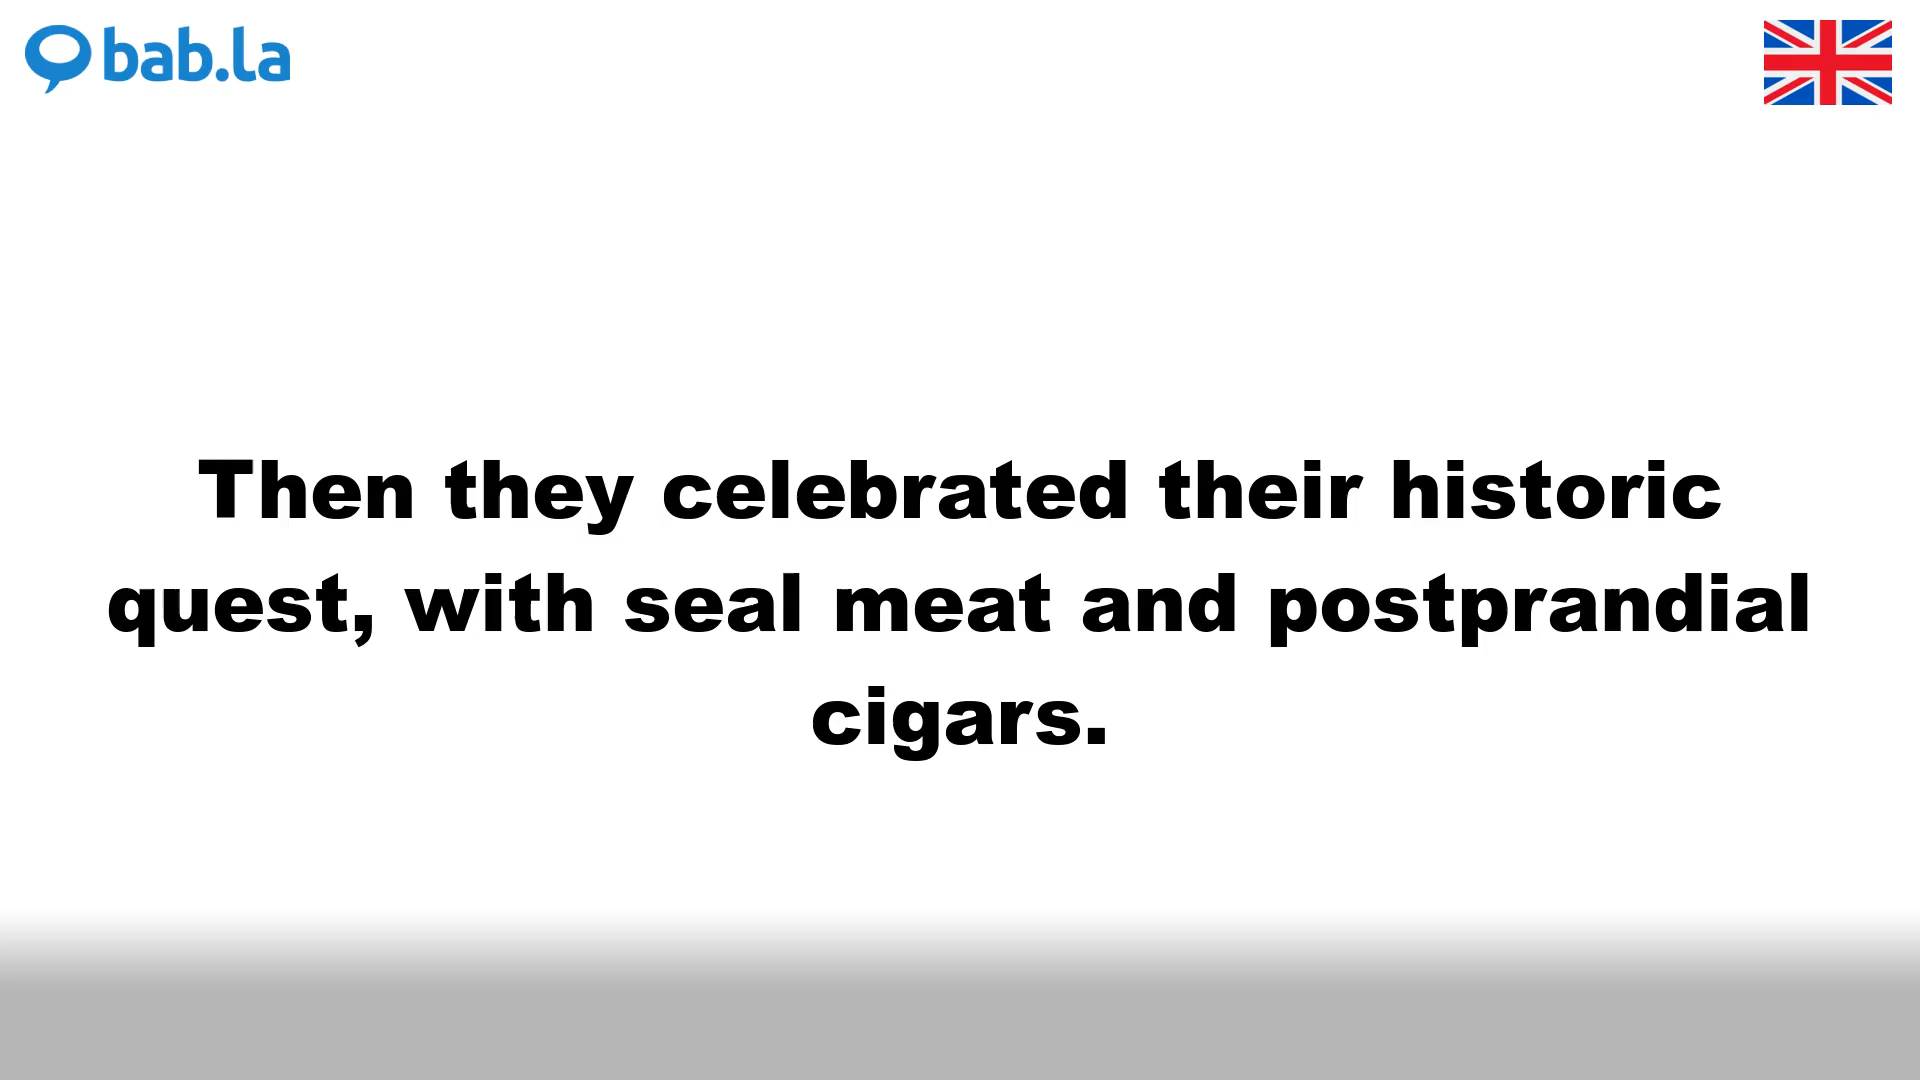 bab.la
Then they celebrated their historic
quest, with seal meat and postprandial
cigars.